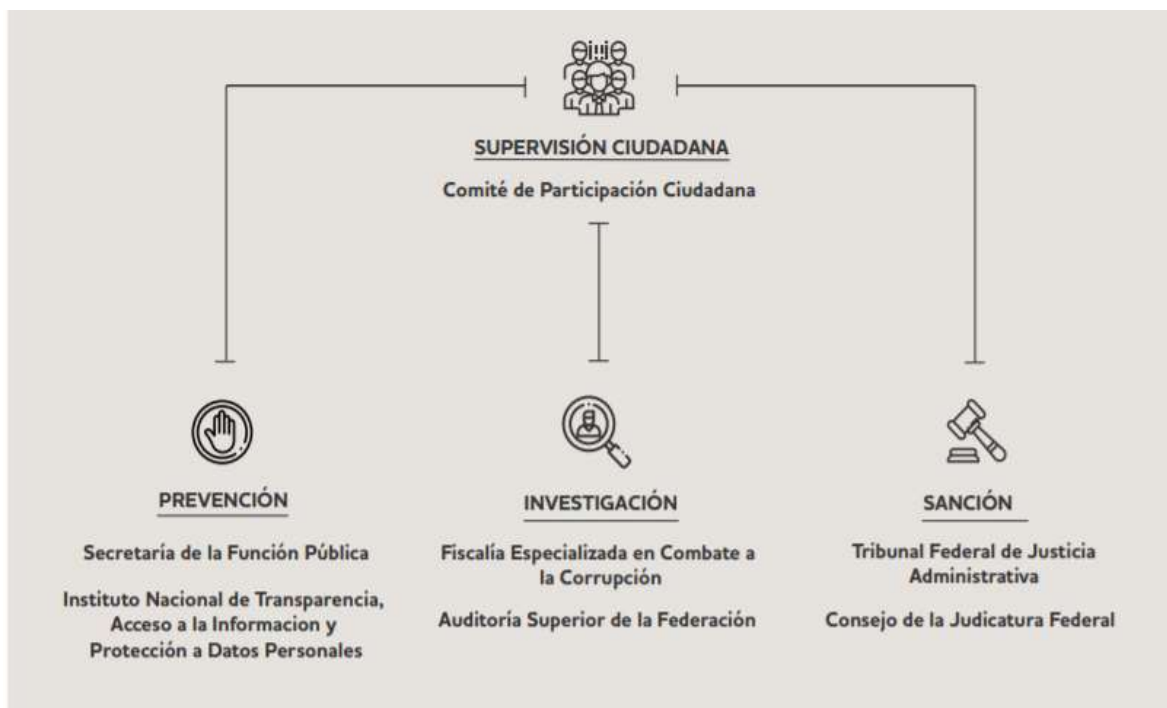 SUPERVISIÓN CIUDADANA
Comité de Participación Ciudadana
PREVENCIÓN
Secretaría de la Función Pública
Instituto Nacional de Transparencia,
Acceso a la Informacion y
Protección a Datos Personales
INVESTIGACIÓN
Fiscalía Especializada en Combate a
la Corrupción
Auditoría Superior de la Federación
SANCIÓN
Tribunal Federal de Justicia
Administrativa
Consejo de la Judicatura Federal